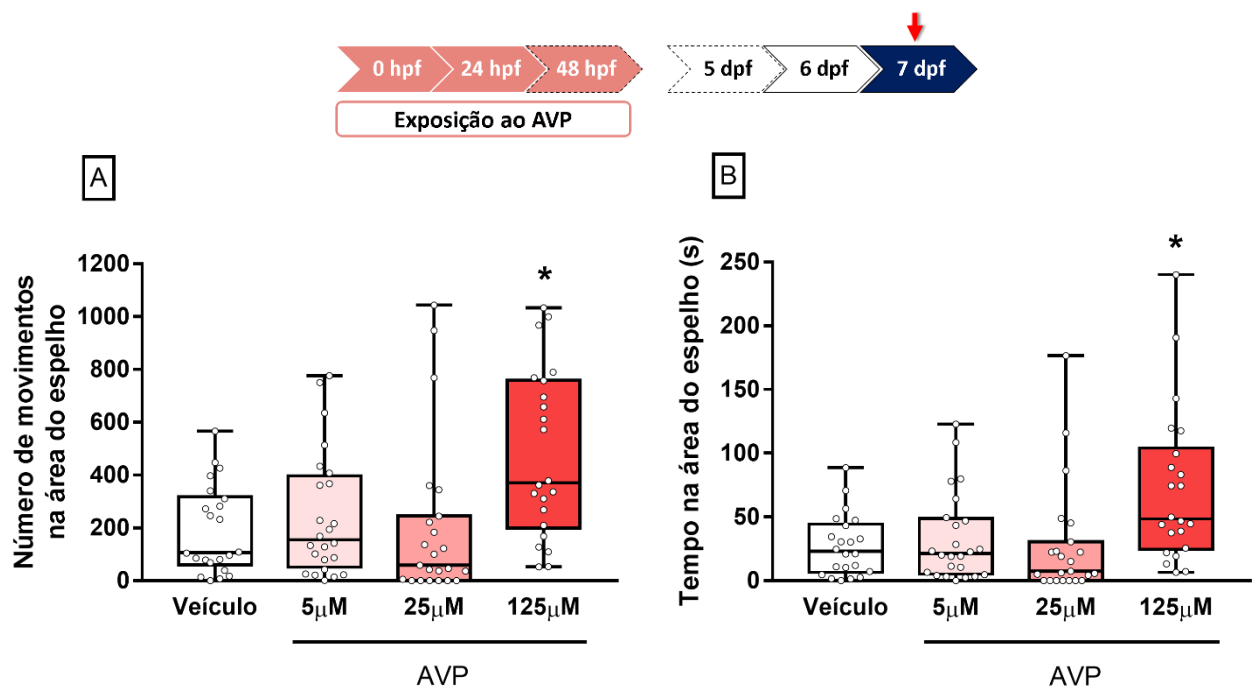 0 hpf 24 hpf 48 hpf 5 dpf 6 dpf 7 dpf
Exposição ao AVP
A
Número de movimentos
na área do espelho
1200
1000
800
600
400
200
0
*
Veículo 5μM 25μM 125μM
AVP
B
Tempo na área do espelho (s)
250
200
150
100
50
0
*
Veículo 5μM 25μM 125μM
AVP